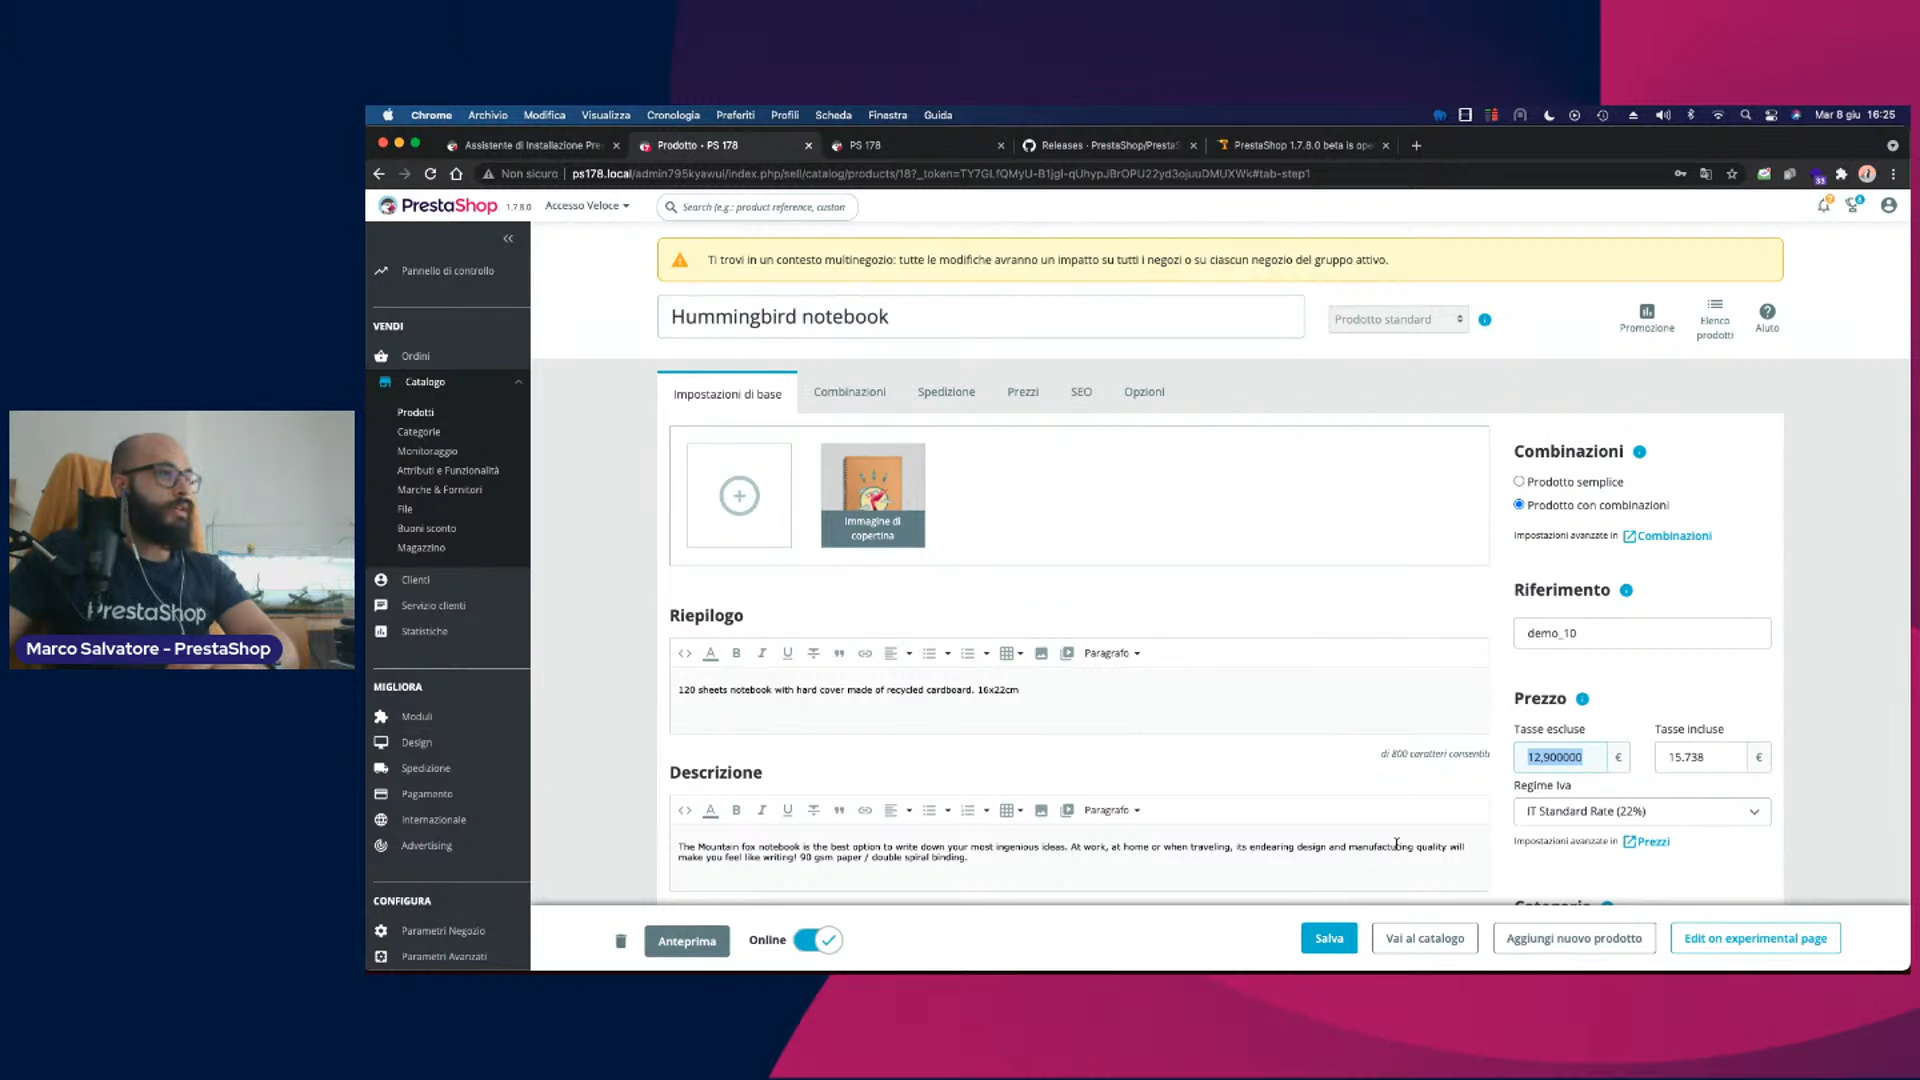 Chrome Archivio Modifica Visualizza Cronologia Preferiti Profili Scheda Finestra Guida Mar 8 giu 16:25
Assistente di Installazione Pre Prodotto • PS 178 PS 178 Releases · PrestaShop/PrestaS PrestaShop 1.7.8.0 beta is ope
Non sicuro ps178.local/admin795kyawui/index.php/sell/catalog/products/18?_token=TY7GLfQMyU-B1jgl-qUhypJBrOPU22yd3ojuuDMUXWk#tab-step1
PrestaShop 1.7.8.0 Accesso Veloce Search (e.g.: product reference, custom
Pannello di controllo
VENDI
Ordini
Catalogo
Prodotti
Categorie
Monitoraggio
Attributi e Funzionalità
Marche & Fornitori
File
Buoni sconto
Magazzino
Clienti
Servizio clienti
Statistiche
MIGLIORA
Moduli
Design
Spedizione
Pagamento
Internazionale
Advertising
CONFIGURA
Parametri Negozio
Parametri Avanzati
Ti trovi in un contesto multinegozio: tutte le modifiche avranno un impatto su tutti i negozi o su ciascun negozio del gruppo attivo.
Hummingbird notebook
Prodotto standard
Promozione
Elenco prodotti
Aiuto
Impostazioni di base Combinazioni Spedizione Prezzi SEO Opzioni
Immagine di
copertina
Riepilogo
Paragrafo
120 sheets notebook with hard cover made of recycled cardboard. 16x22cm
di 800 caratteri consentiti
Descrizione
Paragrafo
The Mountain fox notebook is the best option to write down your most ingenious ideas. At work, at home or when traveling, its endearing design and manufacturing quality will
make you feel like writing! 90 gsm paper / double spiral binding.
Combinazioni
Prodotto semplice
Prodotto con combinazioni
Impostazioni avanzate in Combinazioni
Riferimento
demo_10
Prezzo
Tasse escluse Tasse incluse
12,900000 € 15.738 €
Regime Iva
IT Standard Rate (22%)
Impostazioni avanzate in Prezzi
Anteprima Online Salva Vai al catalogo Aggiungi nuovo prodotto Edit on experimental page
PrestaShop
Marco Salvatore - PrestaShop